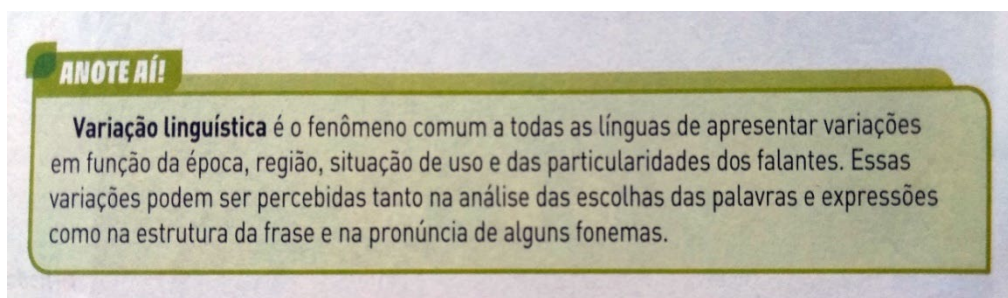 ANOTE AÍ!
Variação linguística é o fenômeno comum a todas as línguas de apresentar variações
em função da época, região, situação de uso e das particularidades dos falantes. Essas
variações podem ser percebidas tanto na análise das escolhas das palavras e expressões
como na estrutura da frase e na pronúncia de alguns fonemas.